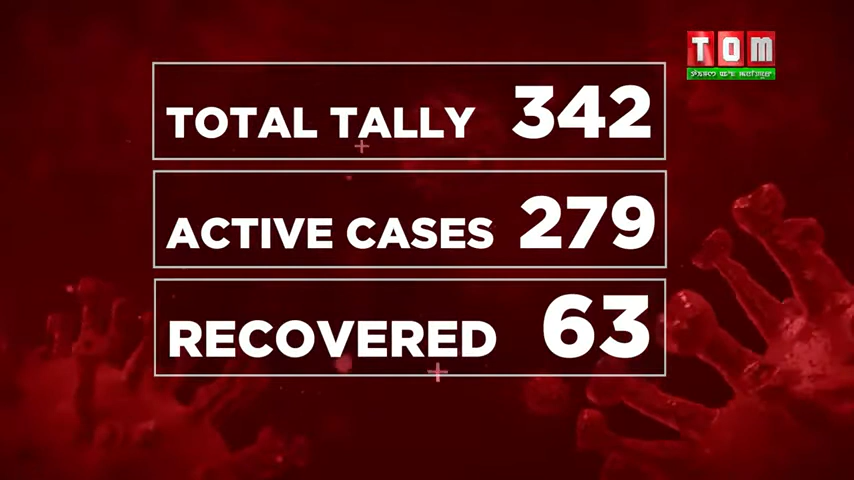 TOM
TOTAL TALLY 342
ACTIVE CASES 279
RECOVERED 63